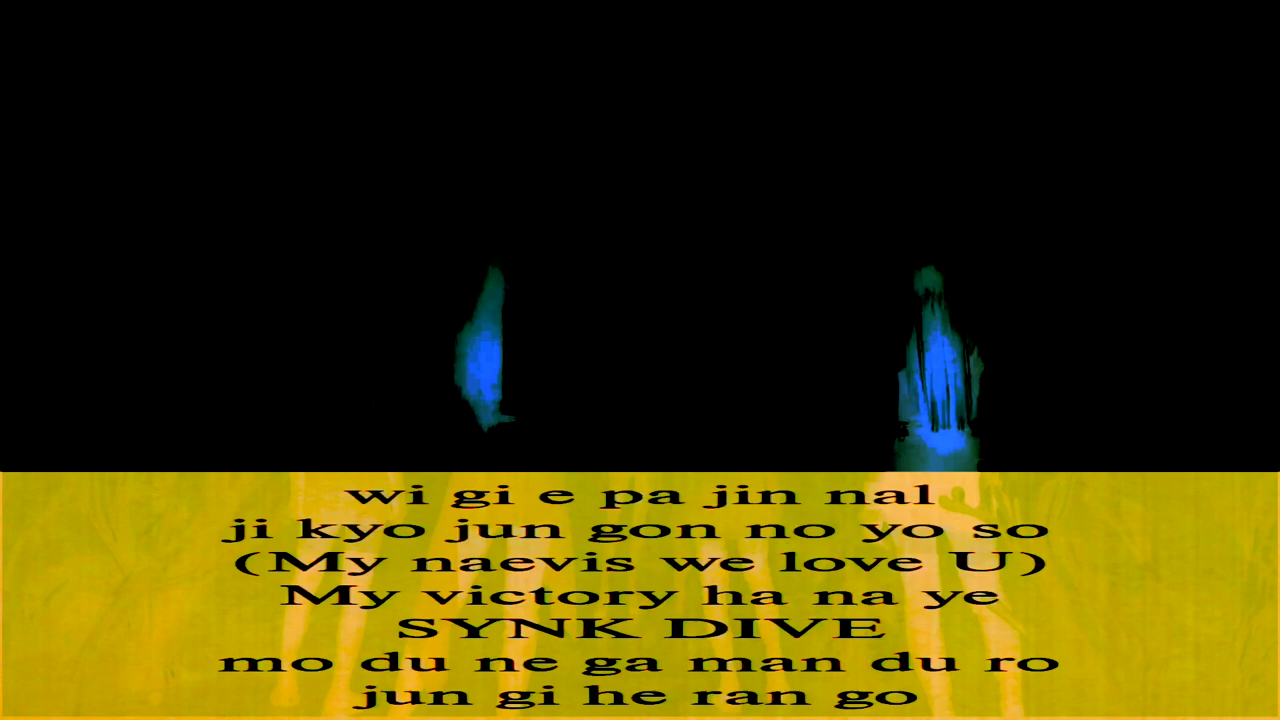 wi gi e pa jin nal
ji kyo jun gon no yo so
(My naevis we love U)
My victory ha na ye
SYNK DIVE
mo du ne ga man du ro
jun gi he ran go